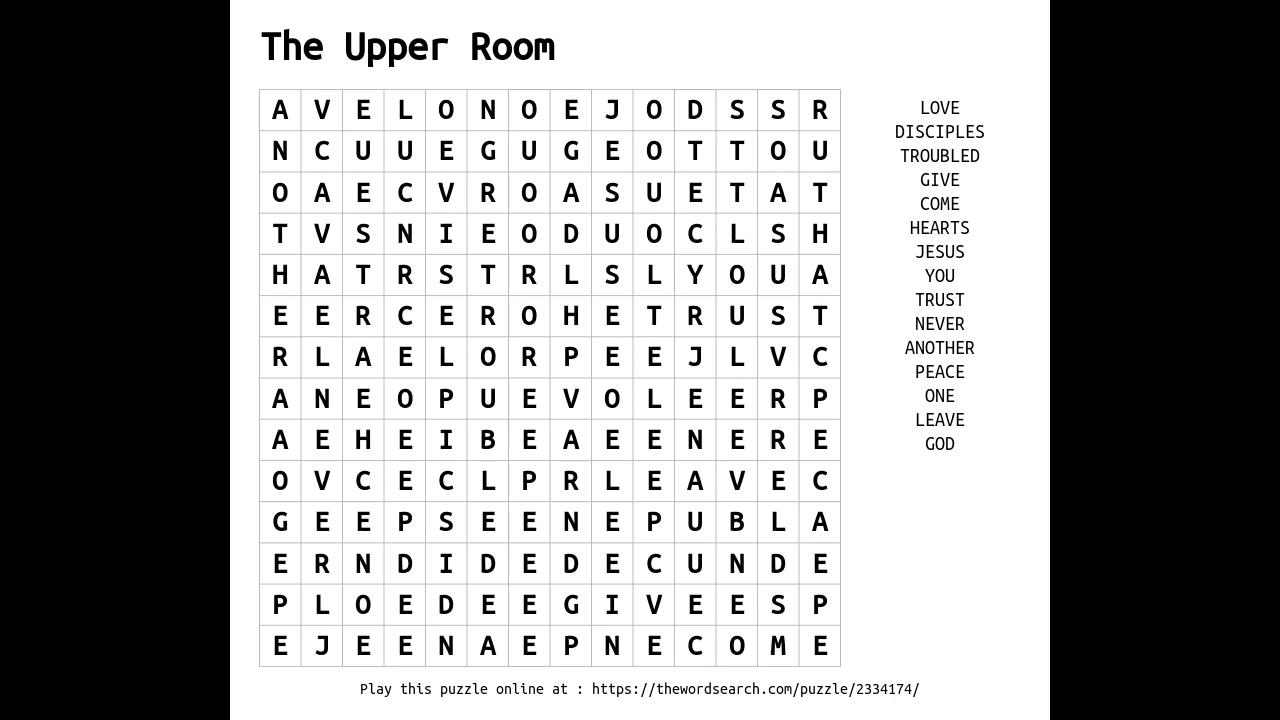 The Upper Room
A V E L O N O E J O D S S R
N C U U E G U G E O T T O U
O A E C V R O A S U E T A T
T V S N I E O D U O C L S H
H A T R S T R L S L Y O U A
E E R C E R O H E T R U S T
R L A E L O R P E E J L V C
A N E O P U E V O L E E R P
A E H E I B E A E E N E R E
O V C E C L P R L E A V E C
G E E P S E E N E P U B L A
E R N D I D E D E C U N D E
P L O E D E E G I V E E S P
E J E E N A E P N E C O M E
LOVE
DISCIPLES
TROUBLED
GIVE
COME
HEARTS
JESUS
YOU
TRUST
NEVER
ANOTHER
PEACE
ONE
LEAVE
GOD
Play this puzzle online at : https://thewordsearch.com/puzzle/2334174/